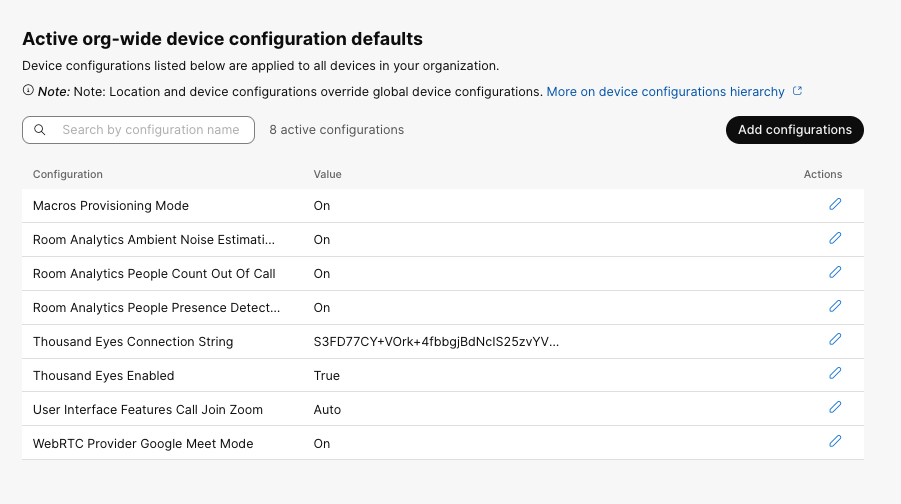 Active org-wide device configuration defaults
Device configurations listed below are applied to all devices in your organization.
Note: Note: Location and device configurations override global device configurations. More on device configurations hierarchy
Search by configuration name 8 active configurations Add configurations
Configuration Value Actions
Macros Provisioning Mode On
Room Analytics Ambient Noise Estimati... On
Room Analytics People Count Out Of Call On
Room Analytics People Presence Detect... On
Thousand Eyes Connection String S3FD77CY+VOrk+4fbbgjBdNcIS25zvYV...
Thousand Eyes Enabled True
User Interface Features Call Join Zoom Auto
WebRTC Provider Google Meet Mode On